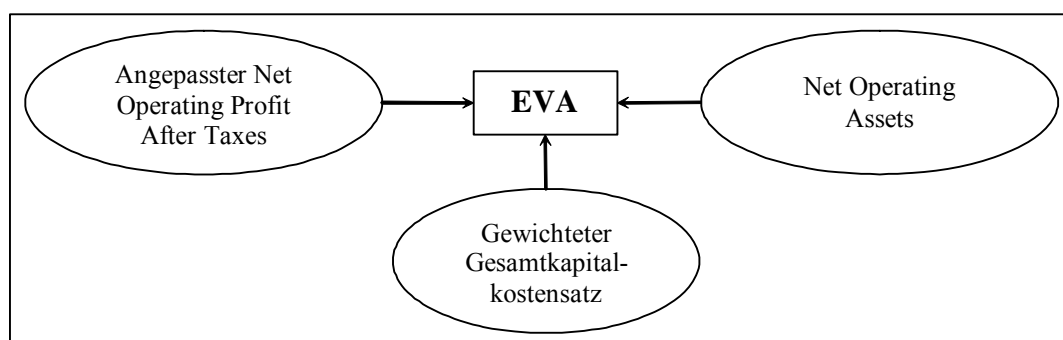 Angepasster Net
Operating Profit
After Taxes
EVA
Net Operating
Assets
Gewichteter
Gesamtkapital-
kostensatz